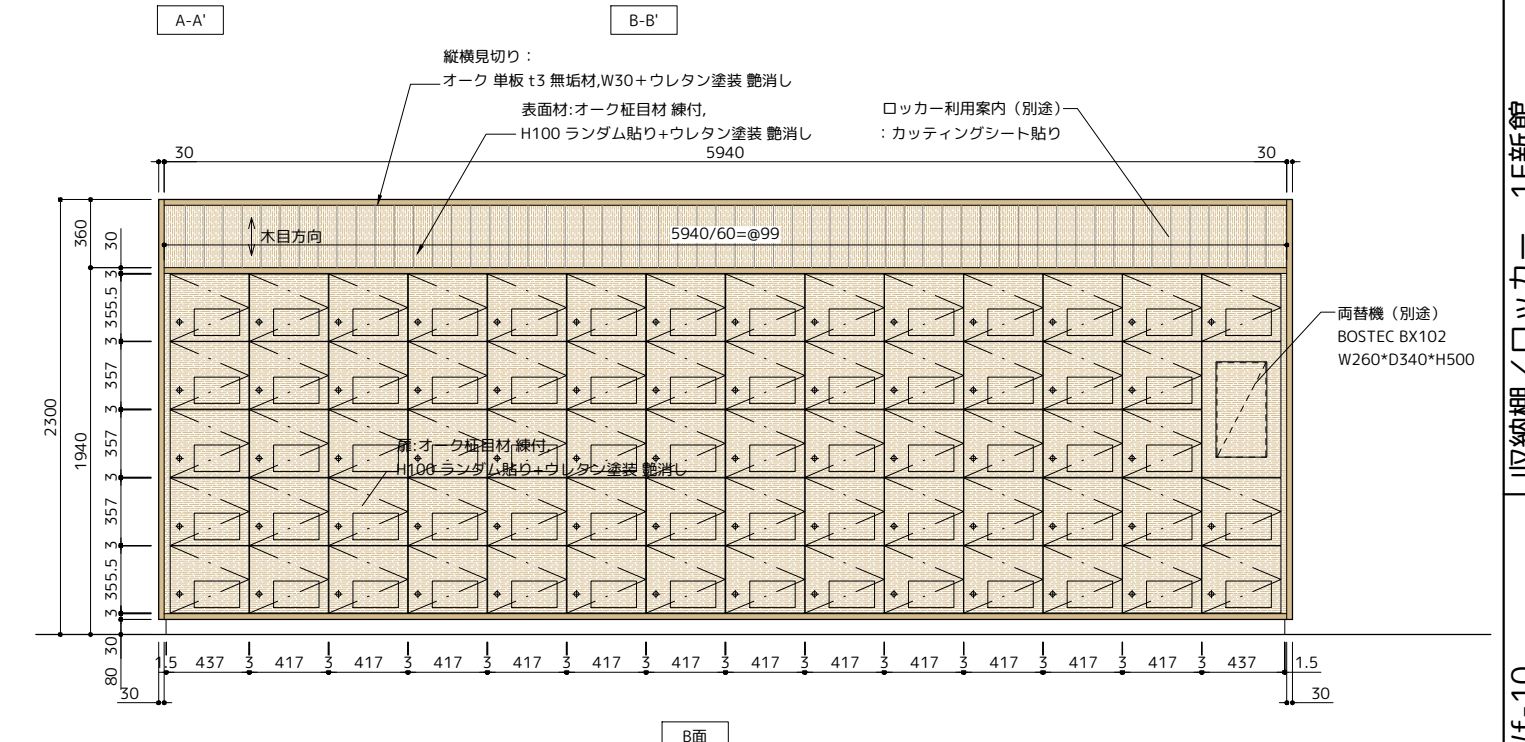 A-A'
B-B'
縦横見切り：
オーク 単板 t3 無垢材,W30＋ウレタン塗装 艶消し
表面材:オーク柾目材 練付,
H100 ランダム貼り+ウレタン塗装 艶消し
ロッカー利用案内（別途）
：カッティングシート貼り
30
5940
30
360
30
木目方向
5940/60=@99
3
355.5
3
357
3
357
3
357
3
355.5
3
2300
1940
両替機（別途）
BOSTEC BX102
W260*D340*H500
扉:オーク柾目材 練付,
H100 ランダム貼り+ウレタン塗装 艶消し
30
80
1.5 437 3 417 3 417 3 417 3 417 3 417 3 417 3 417 3 417 3 417 3 417 3 417 3 417 3 437 1.5
30
30
B面
収納棚／ロッカー 1F新館